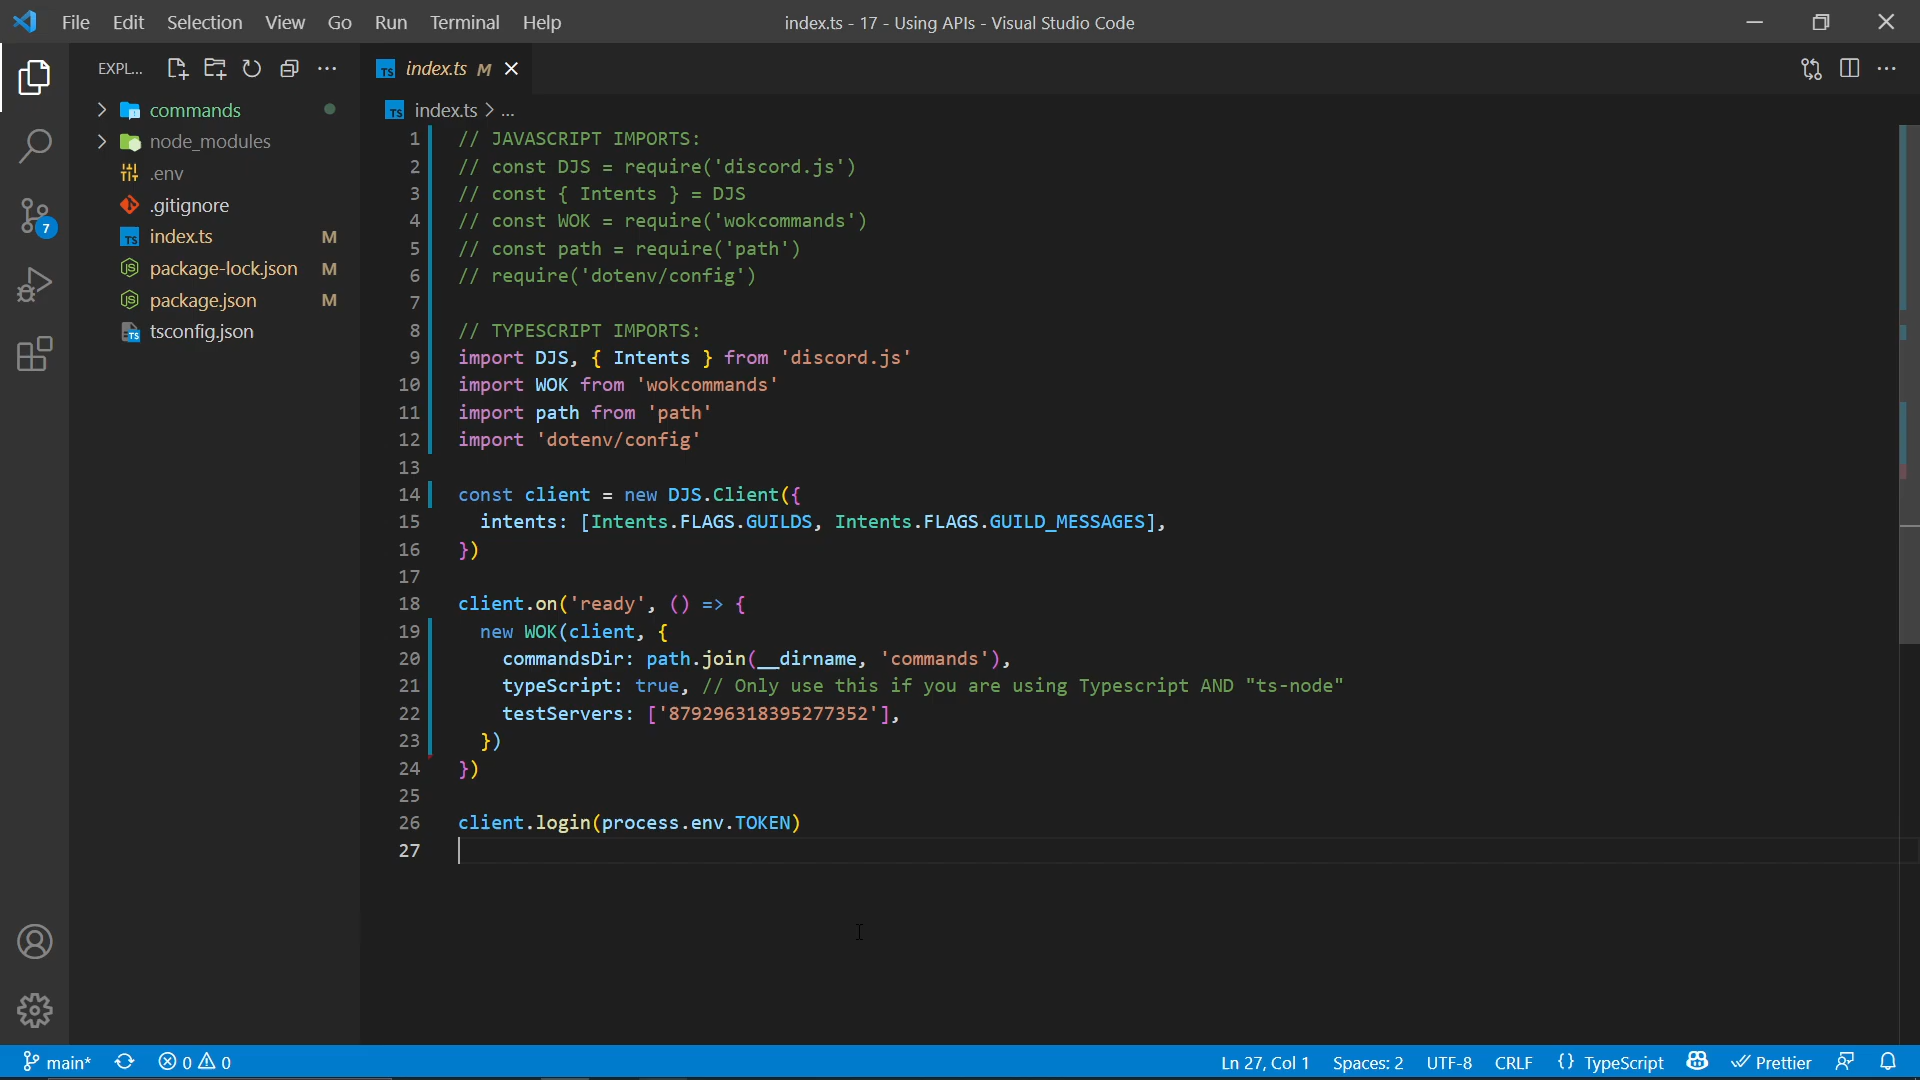 File Edit Selection View Go Run Terminal Help
index.ts - 17 - Using APIs - Visual Studio Code
EXPL...
index.ts M
commands
node_modules
.env
.gitignore
index.ts M
package-lock.json M
package.json M
tsconfig.json
7
TS index.ts > ...
1 // JAVASCRIPT IMPORTS:
2 // const DJS = require('discord.js')
3 // const { Intents } = DJS
4 // const WOK = require('wokcommands')
5 // const path = require('path')
6 // require('dotenv/config')
7
8 // TYPESCRIPT IMPORTS:
9 import DJS, { Intents } from 'discord.js'
10 import WOK from 'wokcommands'
11 import path from 'path'
12 import 'dotenv/config'
13
14 const client = new DJS.Client({
15   intents: [Intents.FLAGS.GUILDS, Intents.FLAGS.GUILD_MESSAGES],
16 })
17
18 client.on('ready', () => {
19   new WOK(client, {
20     commandsDir: path.join(__dirname, 'commands'),
21     typeScript: true, // Only use this if you are using Typescript AND "ts-node"
22     testServers: ['879296318395277352'],
23   })
24 })
25
26 client.login(process.env.TOKEN)
27
main* 0 0
Ln 27, Col 1 Spaces: 2 UTF-8 CRLF {} TypeScript Prettier